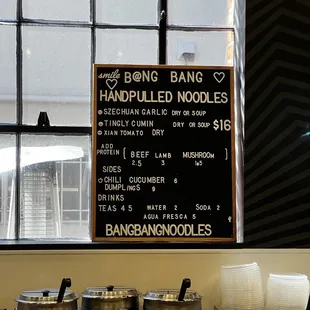 smile B@NG BANG
HANDPULLED NOODLES
SZECHUAN GARLIC DRY OR SOUP
TINGLY CUMIN DRY OR SOUP $16
XIAN TOMATO DRY
ADD PROTEIN [ BEEF LAMB MUSHROOM ]
2.5 3 1.5
SIDES
CHILI CUCUMBER 6
DUMPLINGS 9
DRINKS
TEAS 4 5 WATER 2 SODA 2
AGUA FRESCA 5
BANGBANGNOODLES